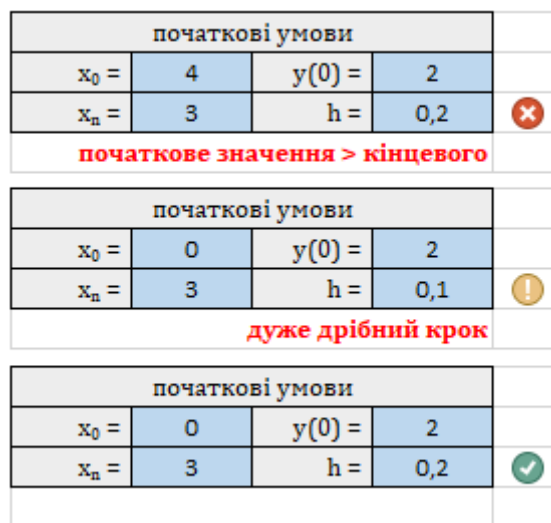 початкові умови
x₀ = 4 y(0) = 2
xₙ = 3 h = 0,2
початкове значення > кінцевого
початкові умови
x₀ = 0 y(0) = 2
xₙ = 3 h = 0,1
дуже дрібний крок
початкові умови
x₀ = 0 y(0) = 2
xₙ = 3 h = 0,2